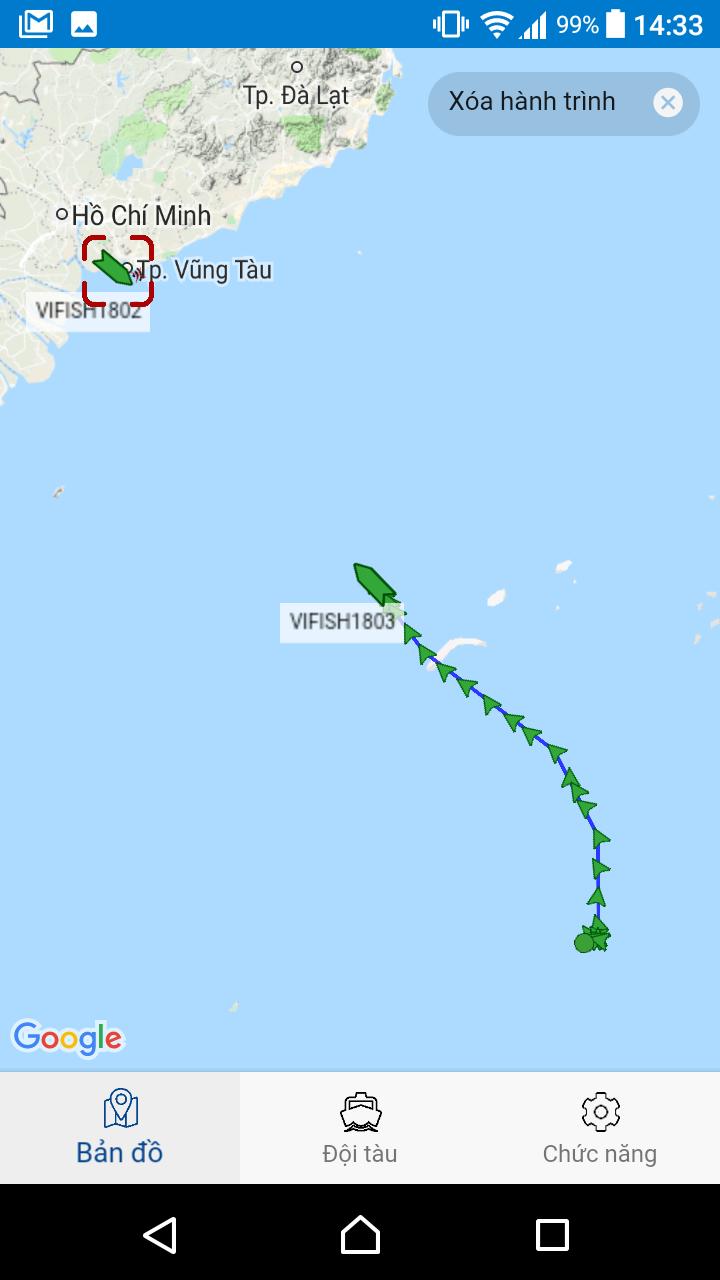 99% 14:33
Tp. Đà Lạt
Xóa hành trình
Hồ Chí Minh
Tp. Vũng Tàu
VIFISH1802
VIFISH1803
Google
Bản đồ
Đội tàu
Chức năng